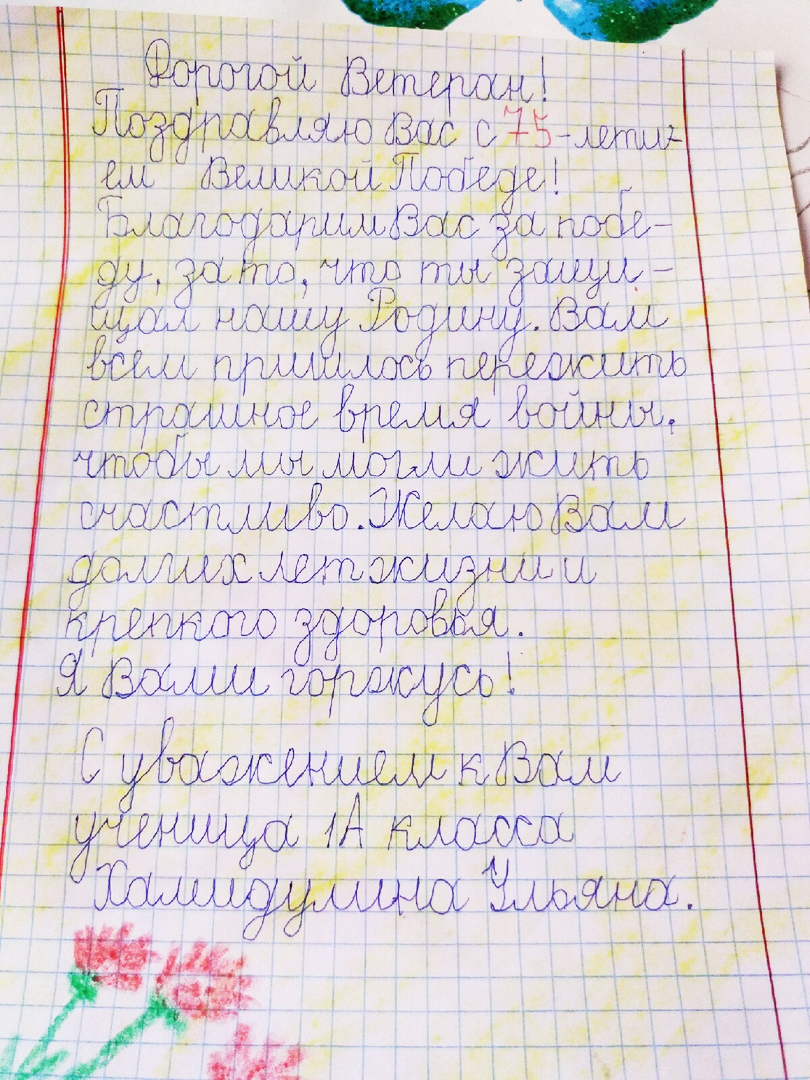 Дорогой Ветеран!
Поздравляю Вас с 75-лети-
ем Великой Победе!
Благодарим Вас за побе-
ду, за то, что ты защи-
щал нашу Родину. Вам
всем пришлось пережить
страшное время войны,
чтобы мы могли жить
счастливо. Желаю Вам
долгих лет жизни и
крепкого здоровья.
Я Вами горжусь!
С уважением к Вам
ученица 1А класса
Хамидулина Ульяна.